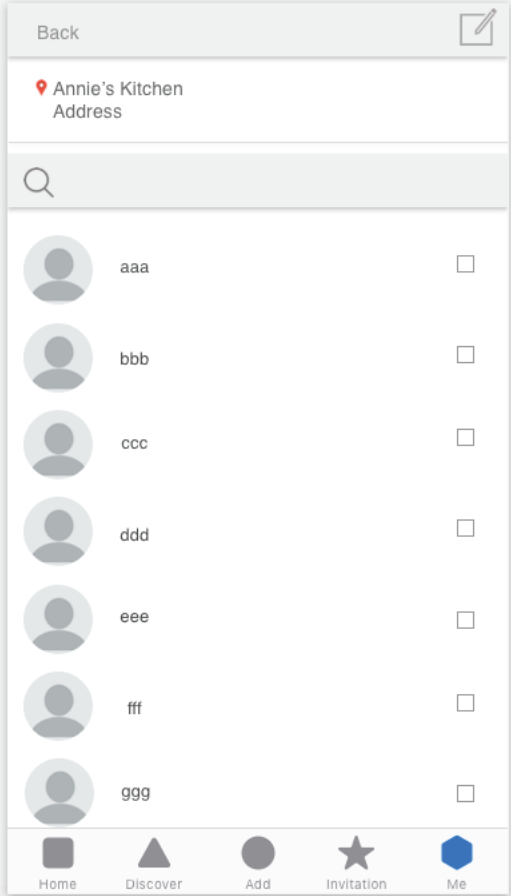 Back
Annie's Kitchen
Address
aaa
bbb
ccc
ddd
eee
fff
ggg
Home
Discover
Add
Invitation
Me